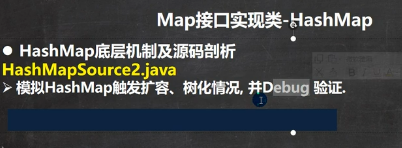 Map接口实现类-HashMap
● HashMap底层机制及源码剖析
HashMapSource2.java
➢ 模拟HashMap触发扩容、树化情况, 并Debug 验证.